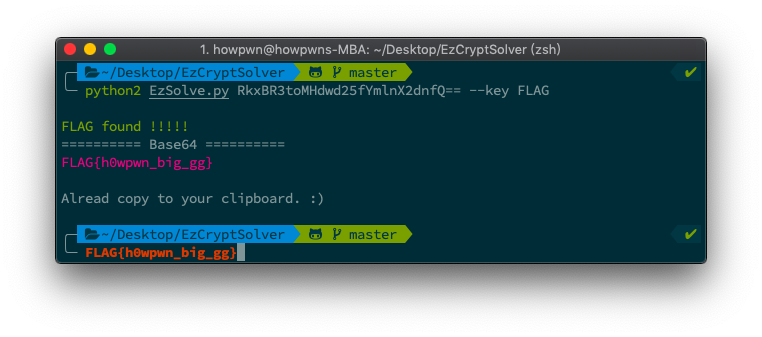 1. howpwn@howpwns-MBA: ~/Desktop/EzCryptSolver (zsh)
~/Desktop/EzCryptSolver master ✔
python2 EzSolve.py RkxBR3toMHdwd25fYmlnX2dnfQ== --key FLAG
FLAG found !!!!!
========== Base64 ==========
FLAG{h0wpwn_big_gg}
Alread copy to your clipboard. :)
~/Desktop/EzCryptSolver master ✔
FLAG{h0wpwn_big_gg}